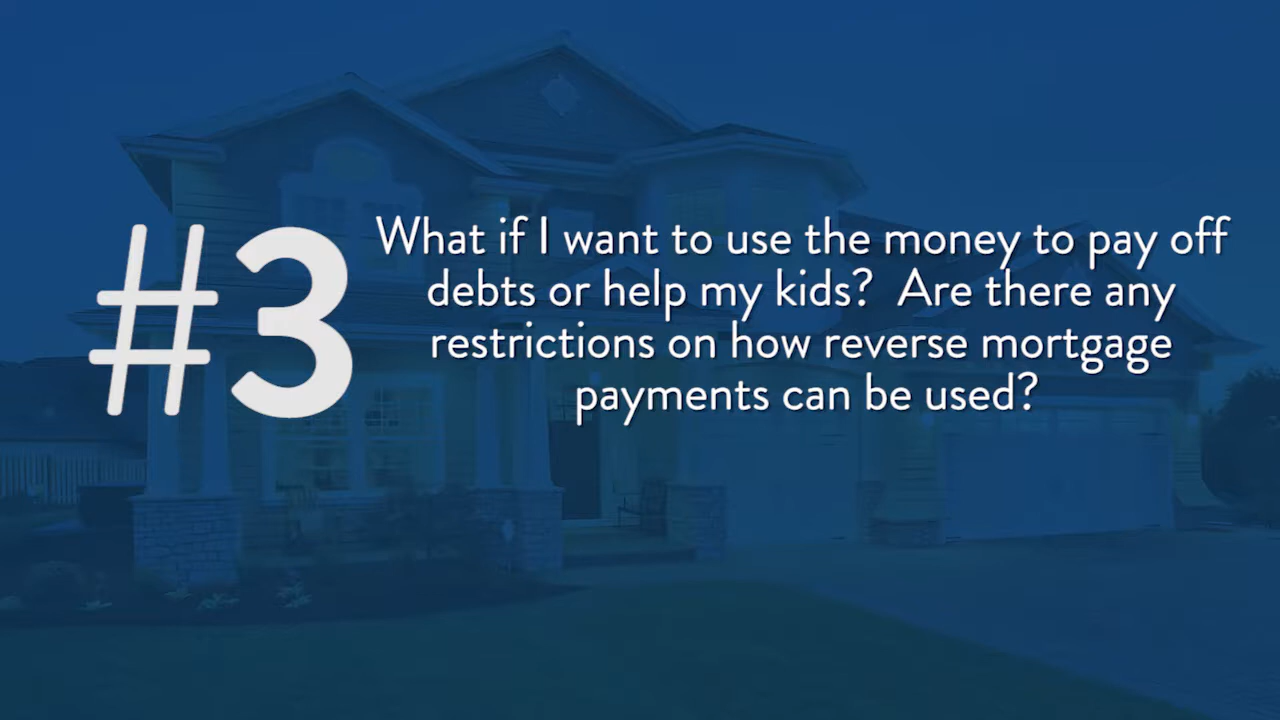 #3
What if I want to use the money to pay off
debts or help my kids?  Are there any
restrictions on how reverse mortgage
payments can be used?